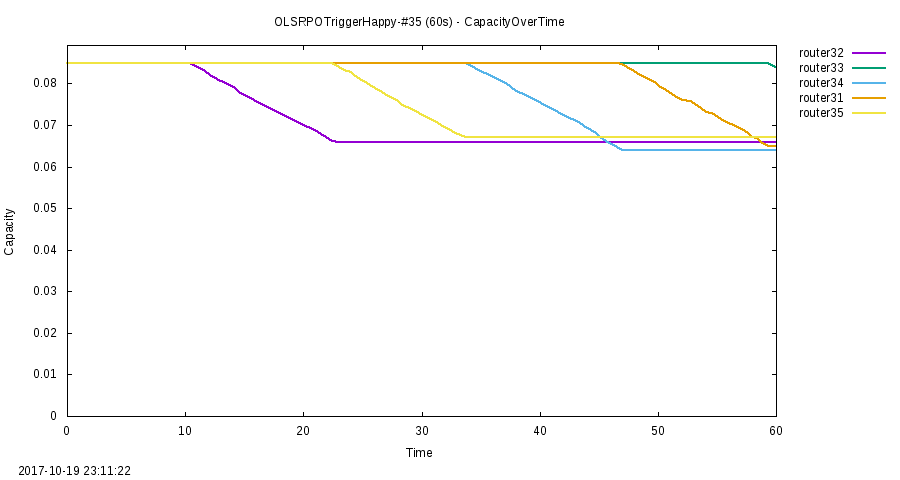 OLSRPOTriggerHappy-#35 (60s) - CapacityOverTime
router32
router33
router34
router31
router35
0.08
0.07
0.06
0.05
0.04
0.03
0.02
0.01
0
Capacity
0 10 20 30 40 50 60
Time
2017-10-19 23:11:22